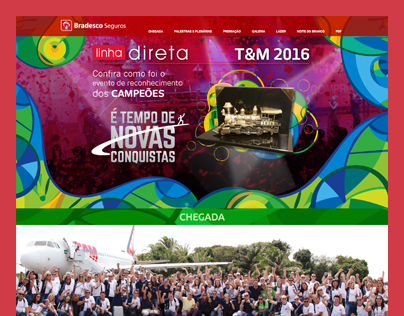 Bradesco Seguros
CHEGADA PALESTRAS E PLENÁRIAS PREMIAÇÃO GALERIA LAZER NOITE DO BRANCO PDF
linha direta T&M 2016
Confira como foi o
evento de reconhecimento
dos CAMPEÕES
É TEMPO DE
NOVAS
CONQUISTAS
CHEGADA
TAM